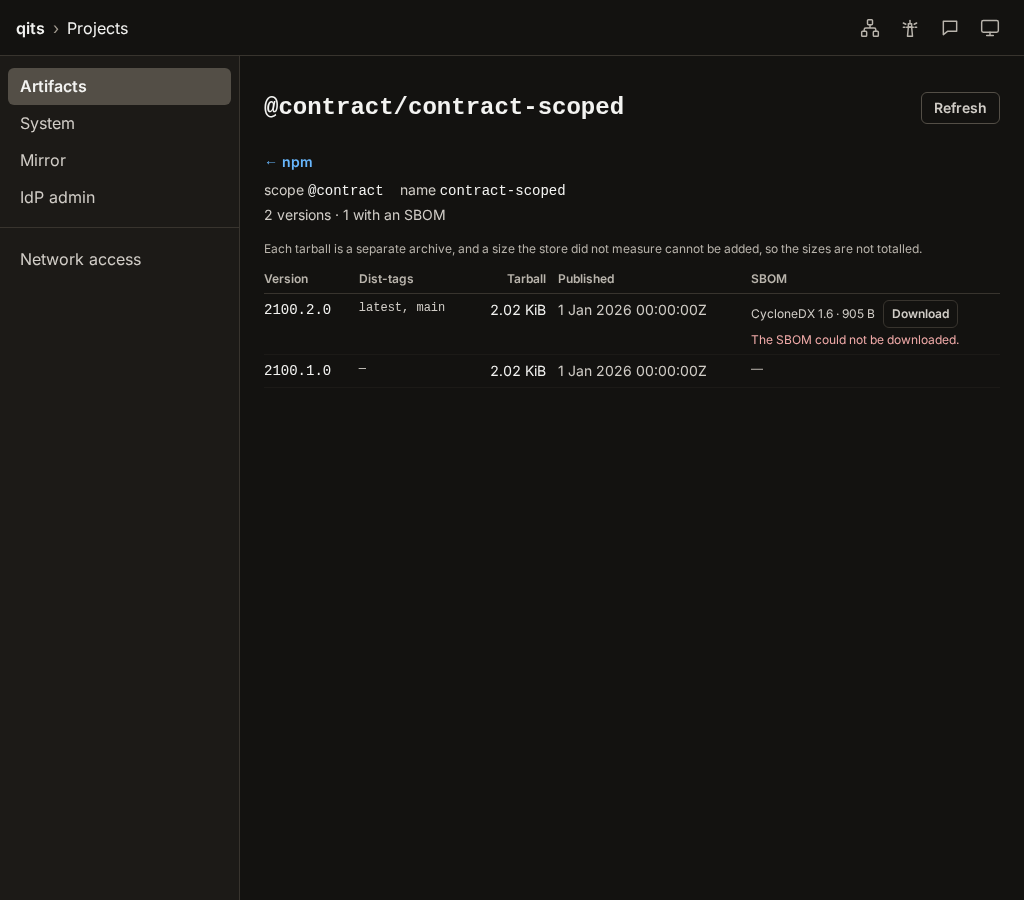 qits › Projects
Artifacts
System
Mirror
IdP admin
Network access
@contract/contract-scoped
Refresh
← npm
scope @contract name contract-scoped
2 versions · 1 with an SBOM
Each tarball is a separate archive, and a size the store did not measure cannot be added, so the sizes are not totalled.
Version Dist-tags Tarball Published SBOM
2100.2.0 latest, main 2.02 KiB 1 Jan 2026 00:00:00Z CycloneDX 1.6 · 905 B Download
The SBOM could not be downloaded.
2100.1.0 — 2.02 KiB 1 Jan 2026 00:00:00Z —